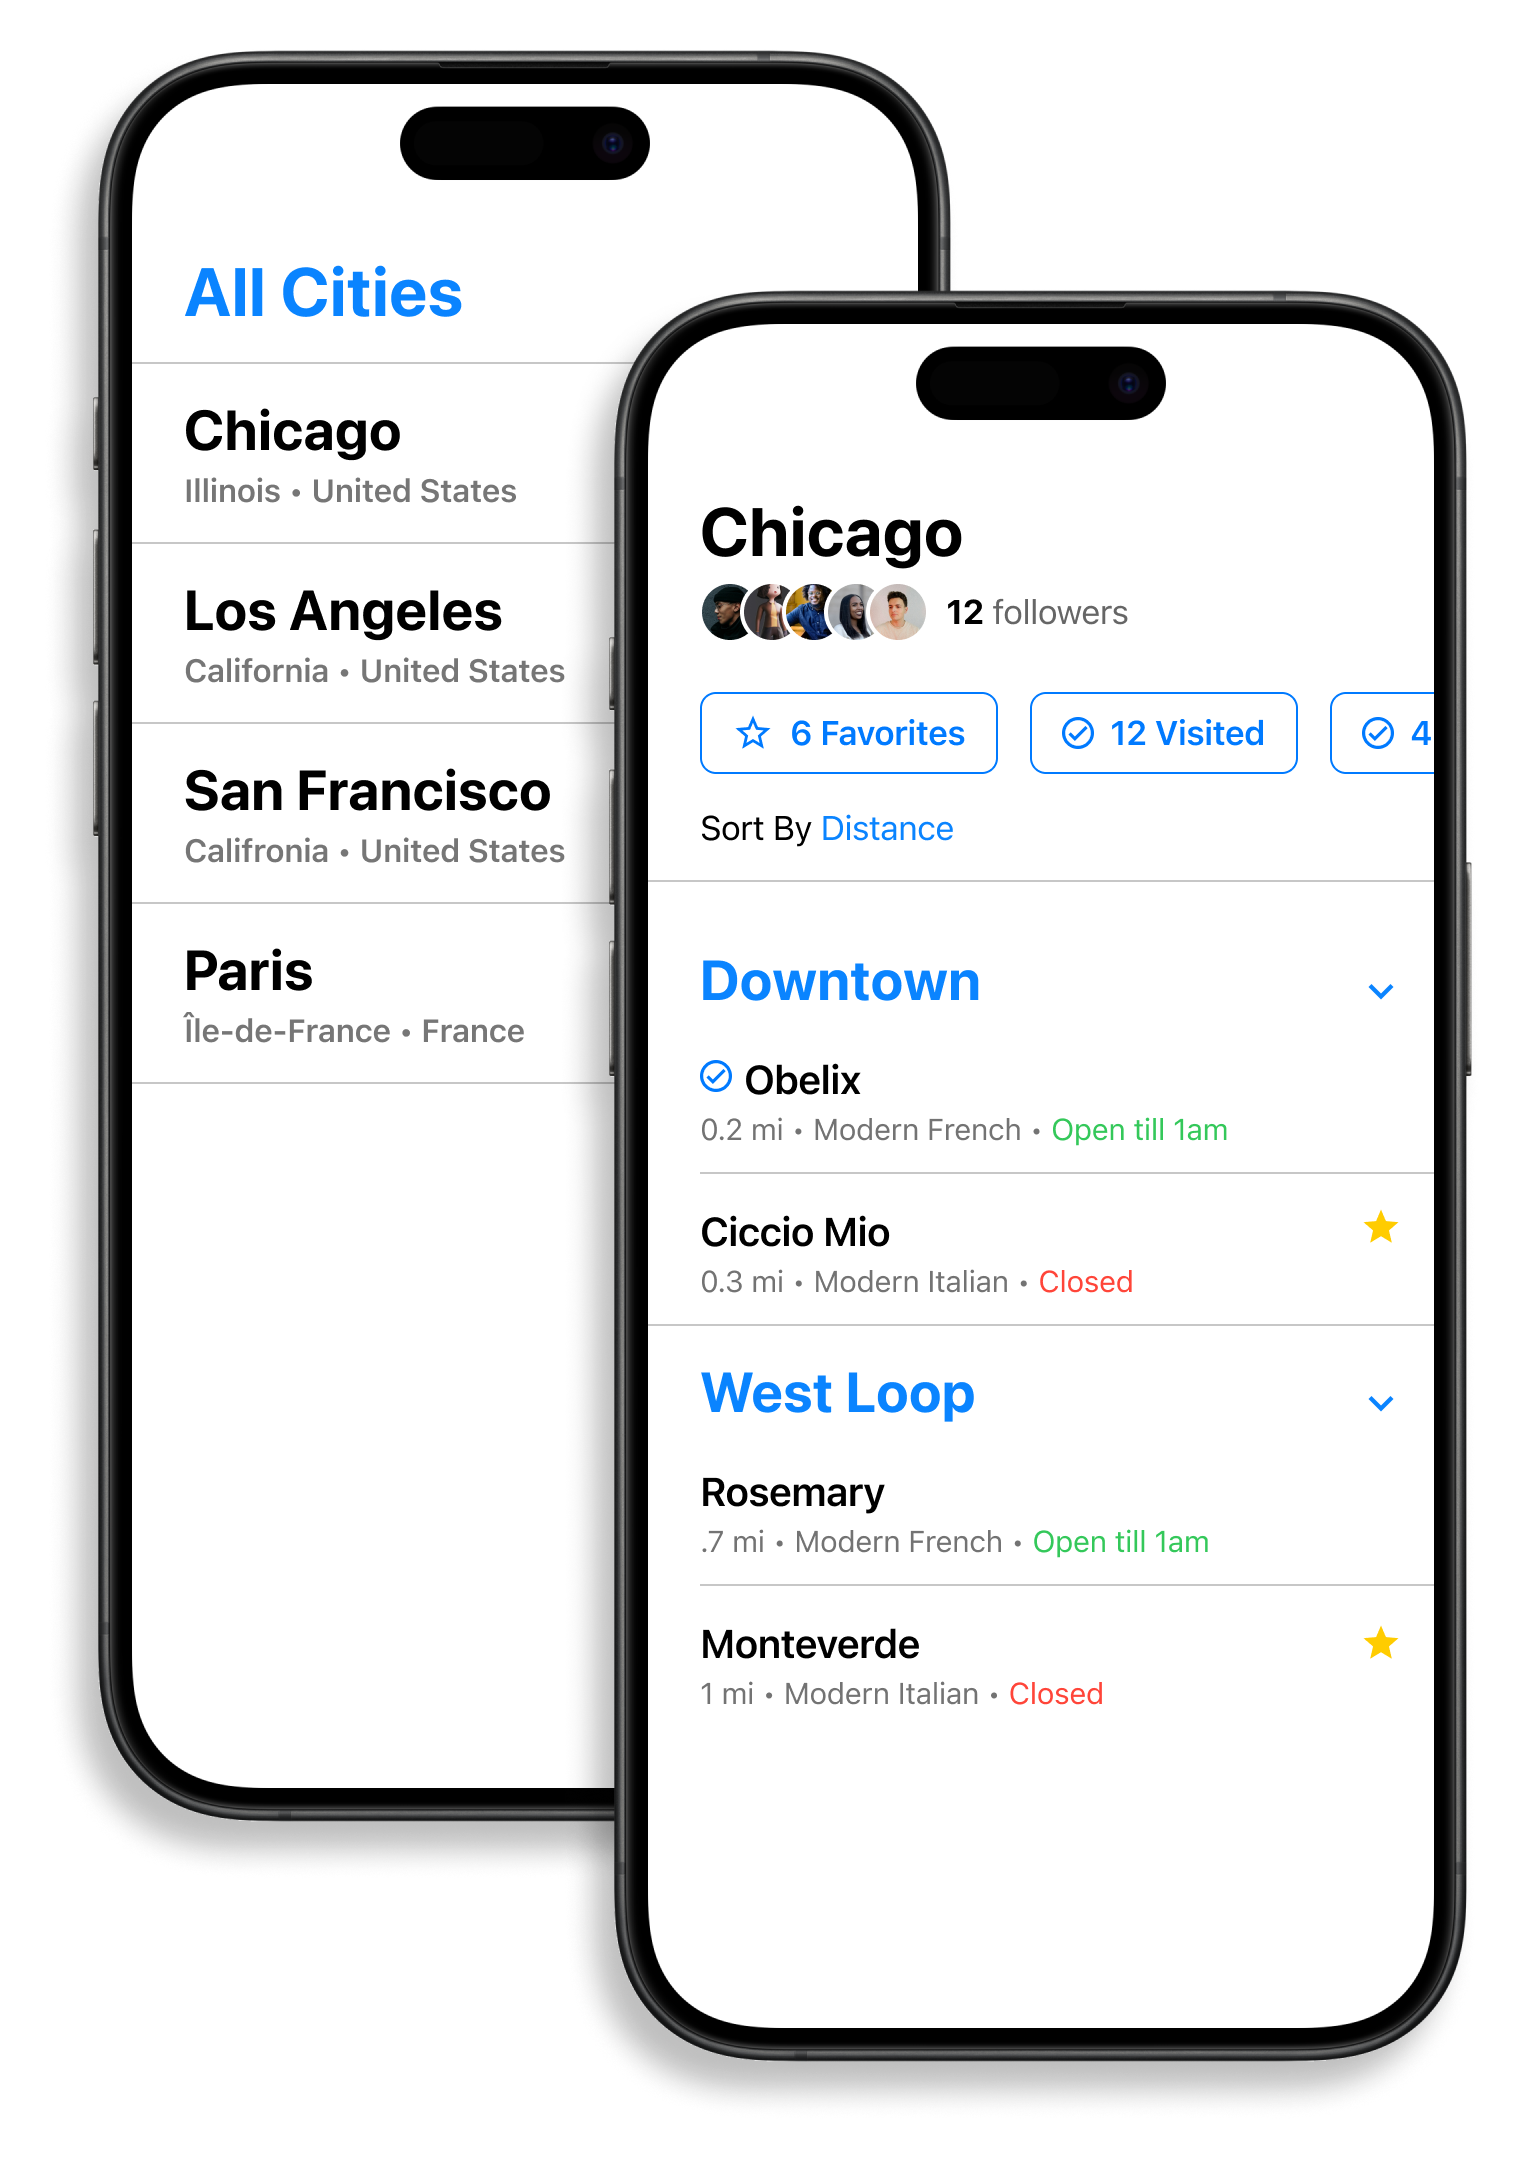 All Cities
Chicago
Illinois • United States
Los Angeles
California • United States
San Francisco
Califronia • United States
Paris
Île-de-France • France
Chicago
12 followers
6 Favorites
12 Visited
4
Sort By Distance
Downtown
Obelix
0.2 mi • Modern French • Open till 1am
Ciccio Mio
0.3 mi • Modern Italian • Closed
West Loop
Rosemary
.7 mi • Modern French • Open till 1am
Monteverde
1 mi • Modern Italian • Closed